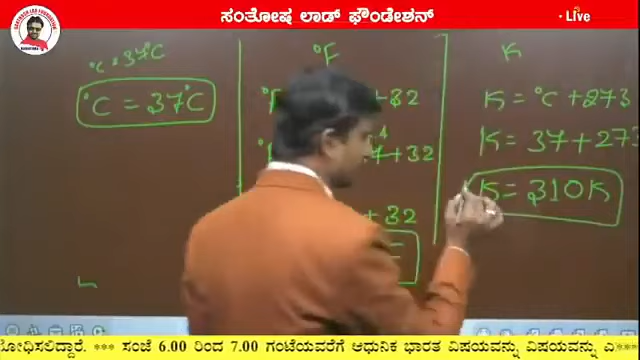 ಸಂತೋಷ ಲಾಡ್ ಫೌಂಡೇಶನ್
Live
°C = 37°C
°C = 37°C
°F
+ 32
+ 32
+ 32
K
K = °C + 273
K = 37 + 273
K = 310K
ೋಧಿಸಲಿದ್ದಾರೆ. *** ಸಂಜೆ 6.00 ರಿಂದ 7.00 ಗಂಟೆಯವರೆಗೆ ಆಧುನಿಕ ಭಾರತ ವಿಷಯವನ್ನು ವಿಷಯವನ್ನು ಎ